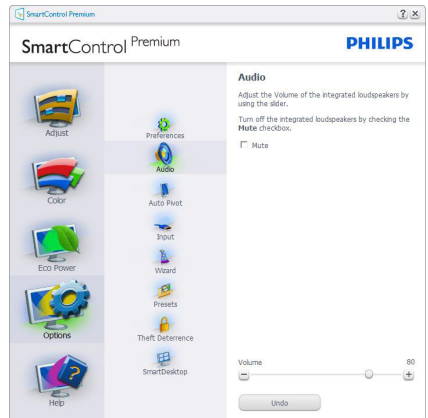 SmartControl Premium
SmartControl Premium
PHILIPS
Adjust
Color
Eco Power
Options
Help
Preferences
Audio
Auto Pivot
Input
Wizard
Presets
Theft Deterrence
SmartDesktop
Audio
Adjust the Volume of the integrated loudspeakers by
using the slider.
Turn off the integrated loudspeakers by checking the
Mute checkbox.
Mute
Volume 80
Undo